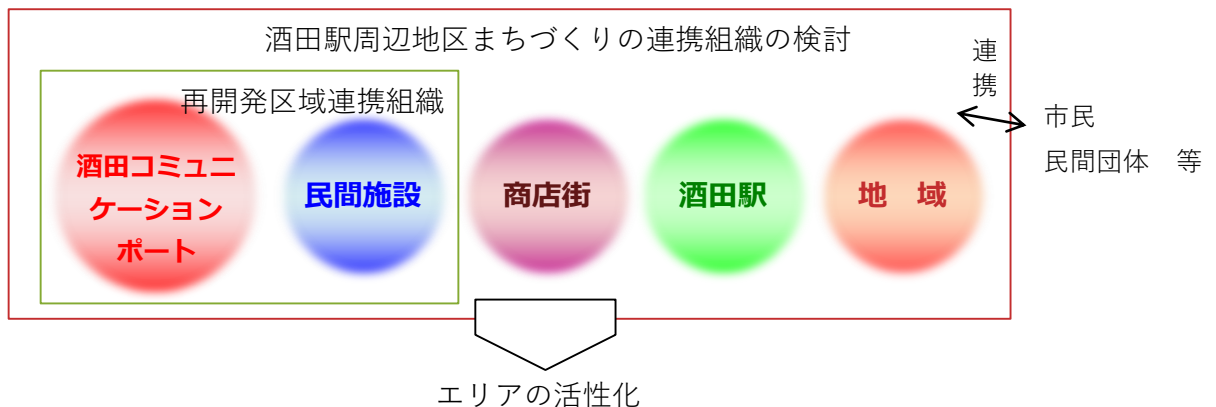 酒田駅周辺地区まちづくりの連携組織の検討
連
携
再開発区域連携組織
市民
民間団体　等
酒田コミュニ
ケーション
ポート
民間施設
商店街
酒田駅
地　域
エリアの活性化